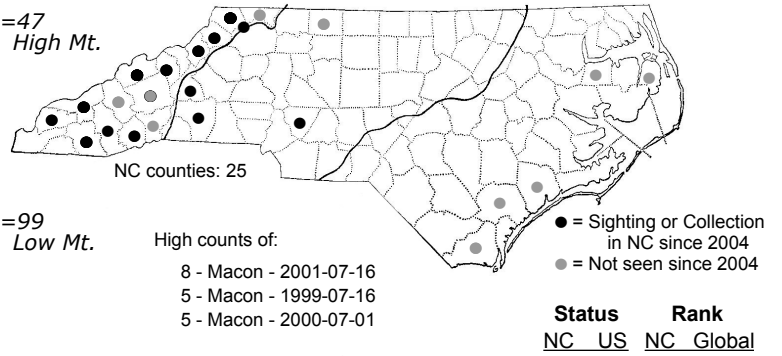 =47
High Mt.
NC counties: 25
=99
Low Mt.
High counts of:
8 - Macon - 2001-07-16
5 - Macon - 1999-07-16
5 - Macon - 2000-07-01
= Sighting or Collection
in NC since 2004
= Not seen since 2004
Status Rank
NC US NC Global